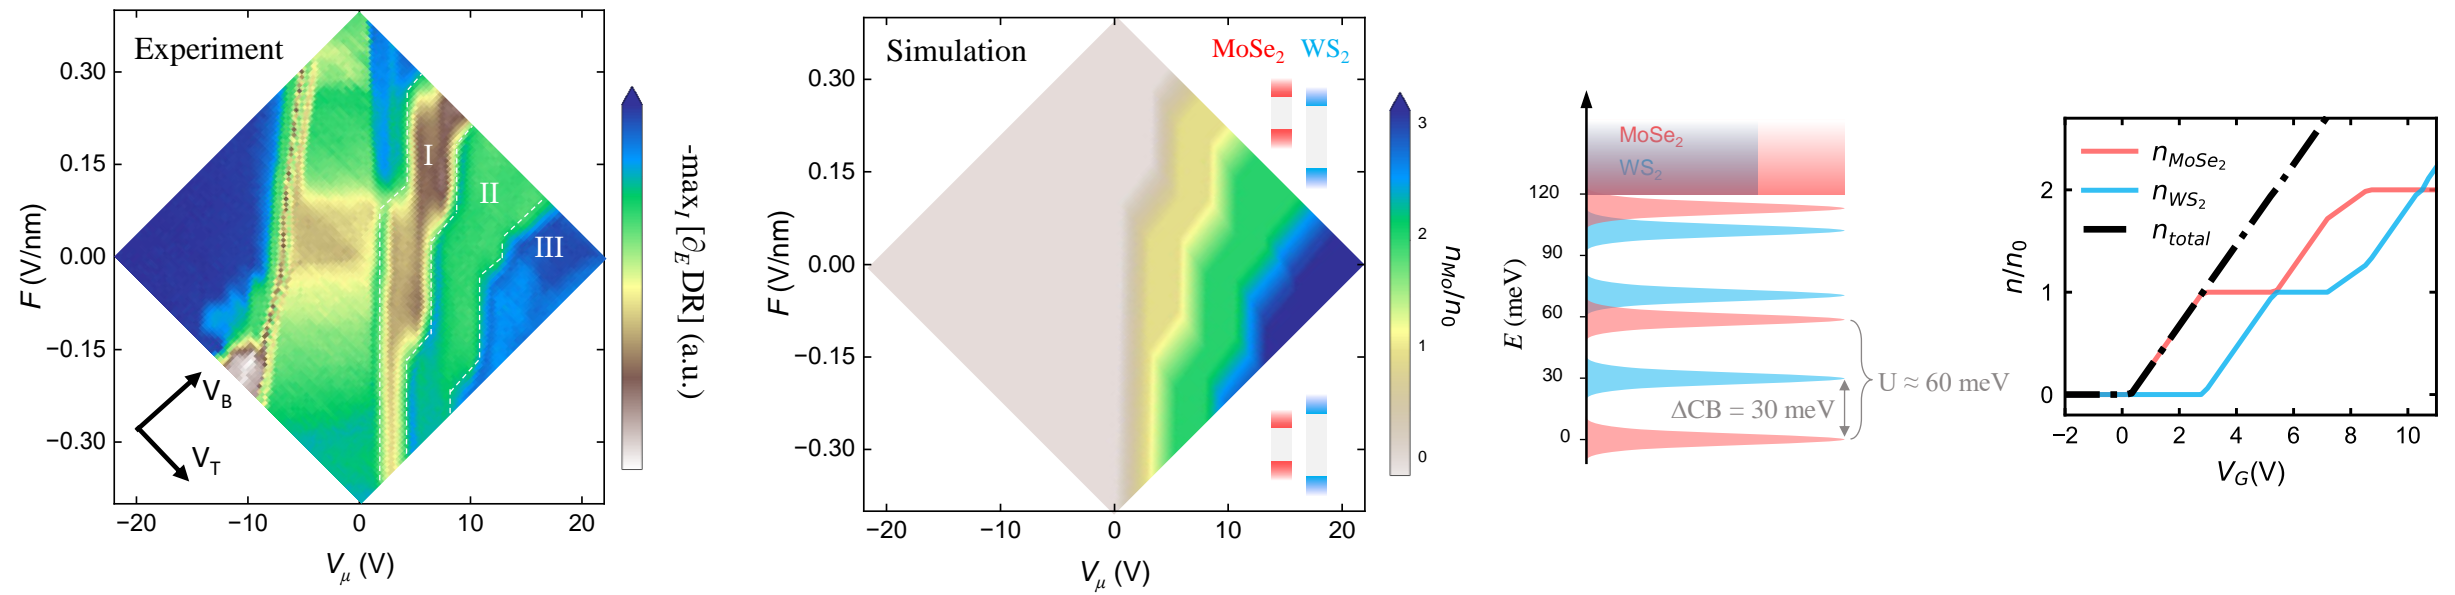 Experiment
0.30
0.15
0.00
−0.15
−0.30
F (V/nm)
I
II
III
V_B
V_T
−20
−10
0
10
20
V_μ (V)
-max_I [∂_E DR] (a.u.)
Simulation
MoSe₂
WS₂
0.30
0.15
0.00
−0.15
−0.30
F (V/nm)
−20
−10
0
10
20
V_μ (V)
3
2
1
0
n_Mo/n₀
MoSe₂
WS₂
120
90
60
30
0
E (meV)
U ≈ 60 meV
ΔCB = 30 meV
n_MoSe₂
n_WS₂
n_total
2
1
0
n/n₀
−2
0
2
4
6
8
10
V_G(V)